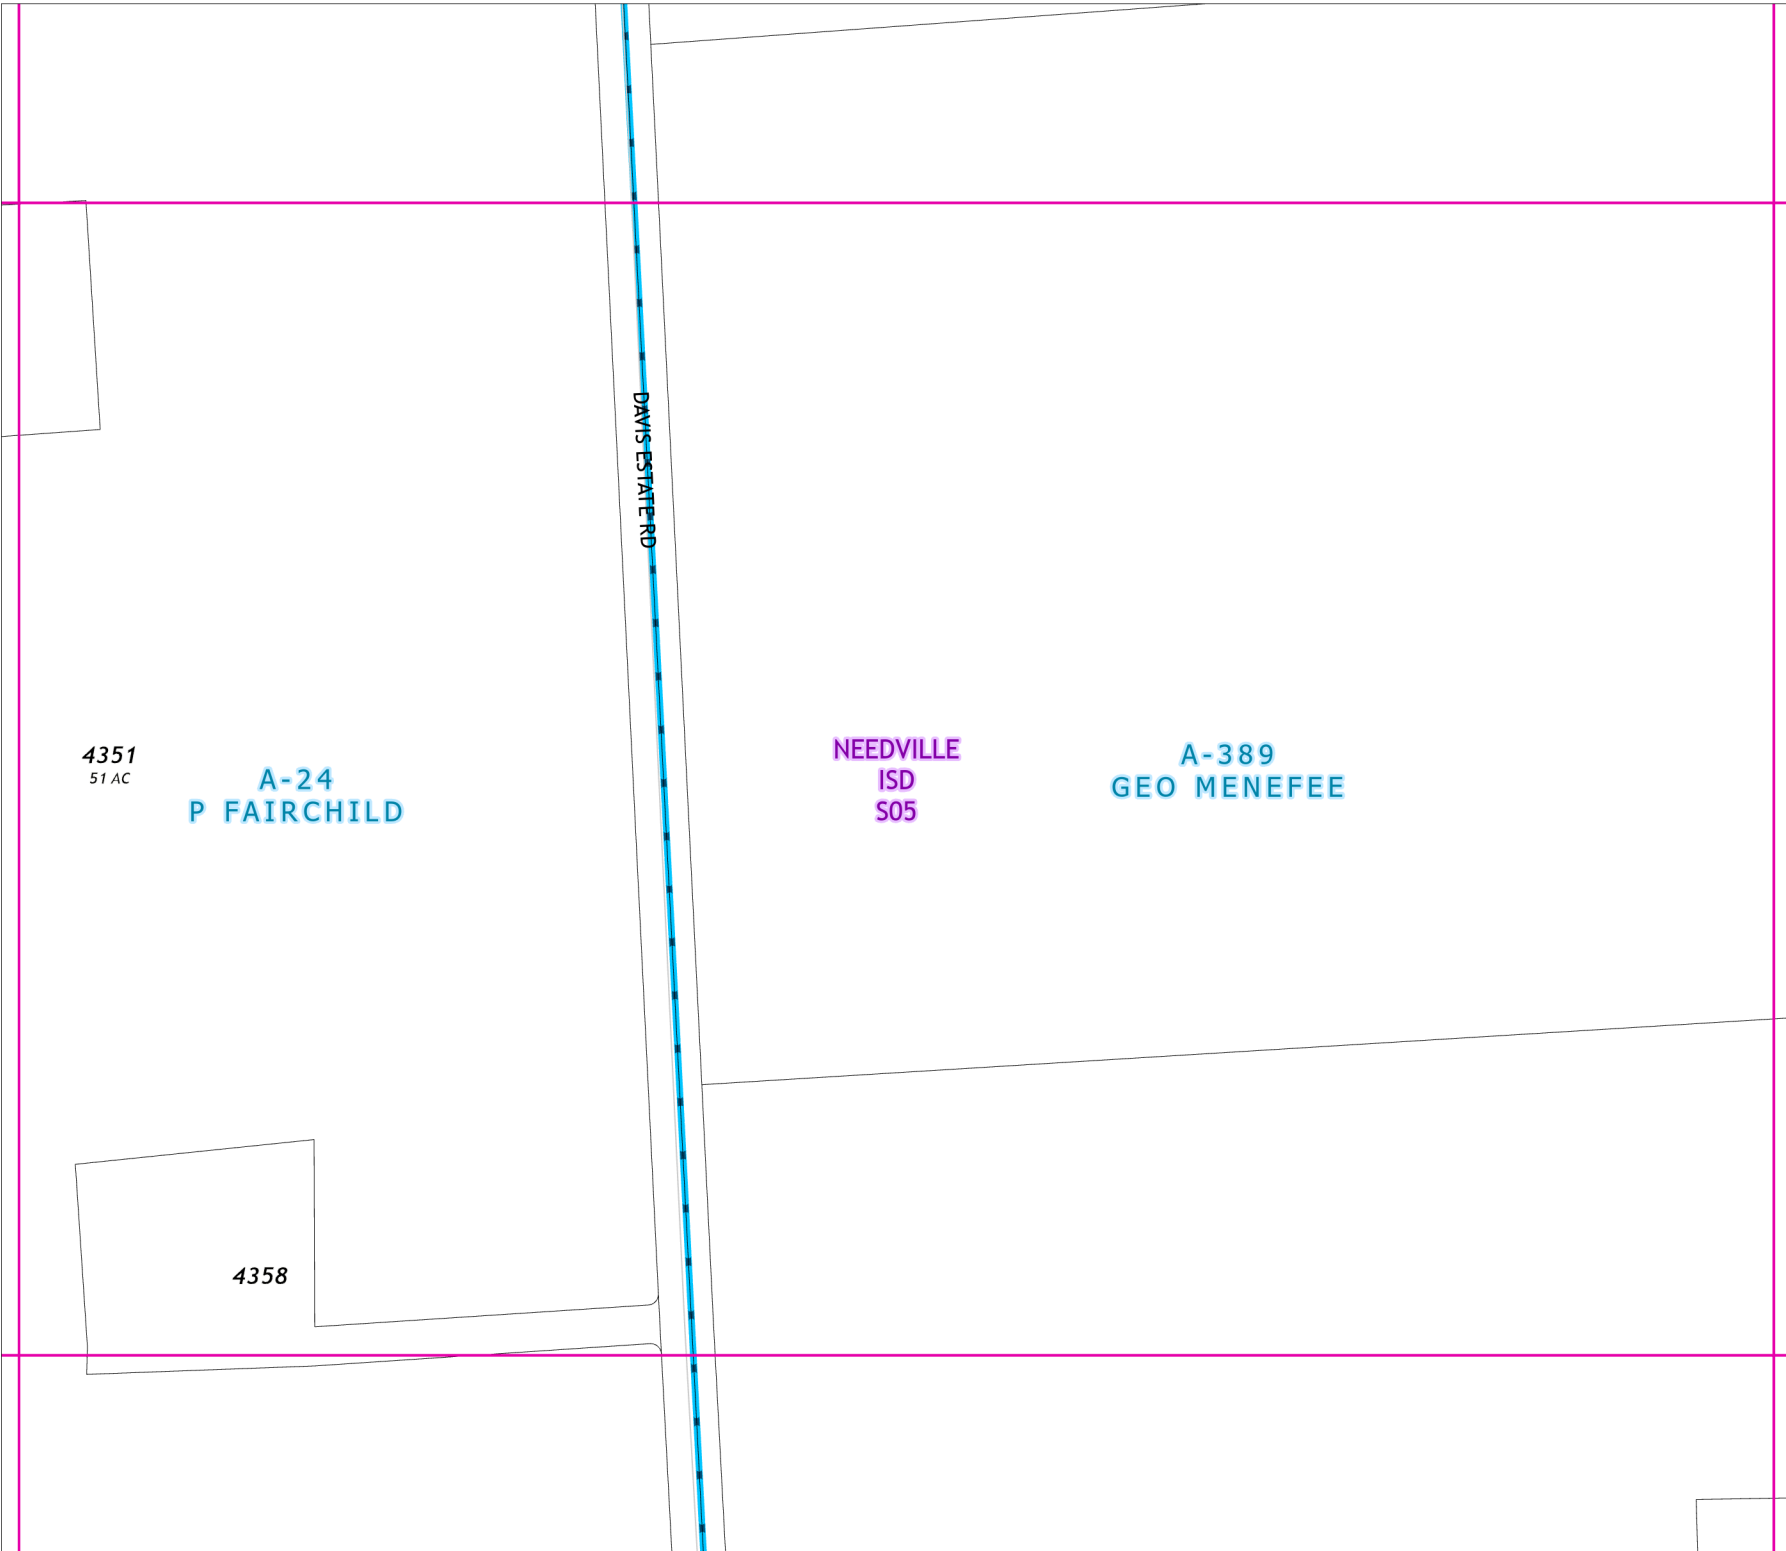 DAVIS ESTATE RD
4351
51 AC
A-24
P FAIRCHILD
NEEDVILLE
ISD
S05
A-389
GEO MENEFEE
4358